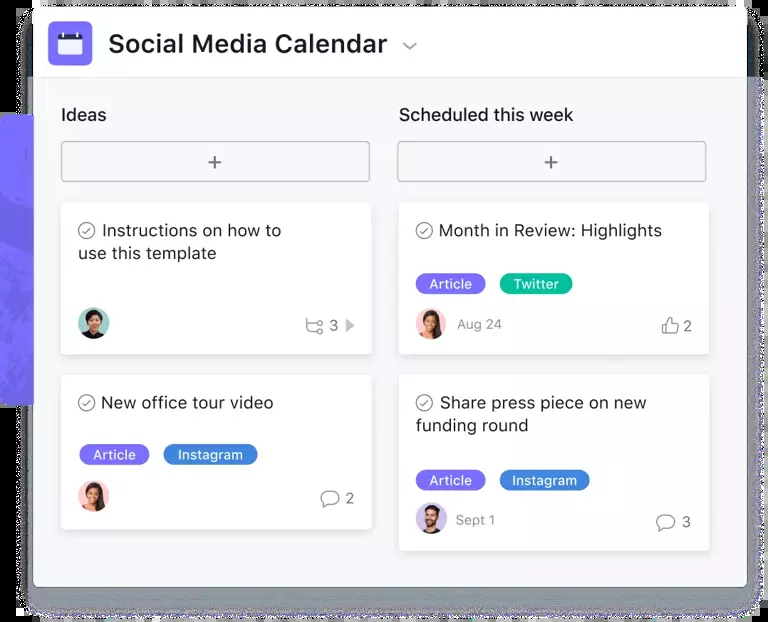 Social Media Calendar
Ideas
+
Instructions on how to
use this template
3
New office tour video
Article Instagram
2
Scheduled this week
+
Month in Review: Highlights
Article Twitter
Aug 24 2
Share press piece on new
funding round
Article Instagram
Sept 1 3